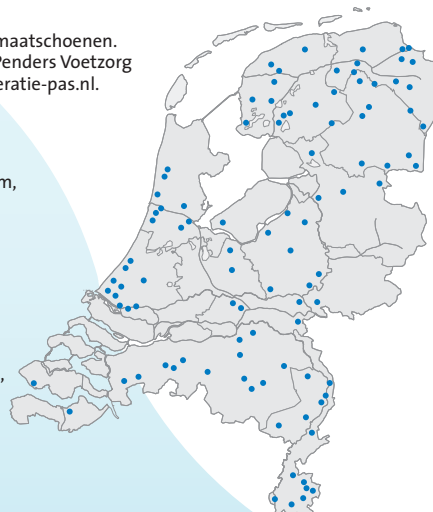 maatschoenen.
Penders Voetzorg
eratie-pas.nl.
m,
,